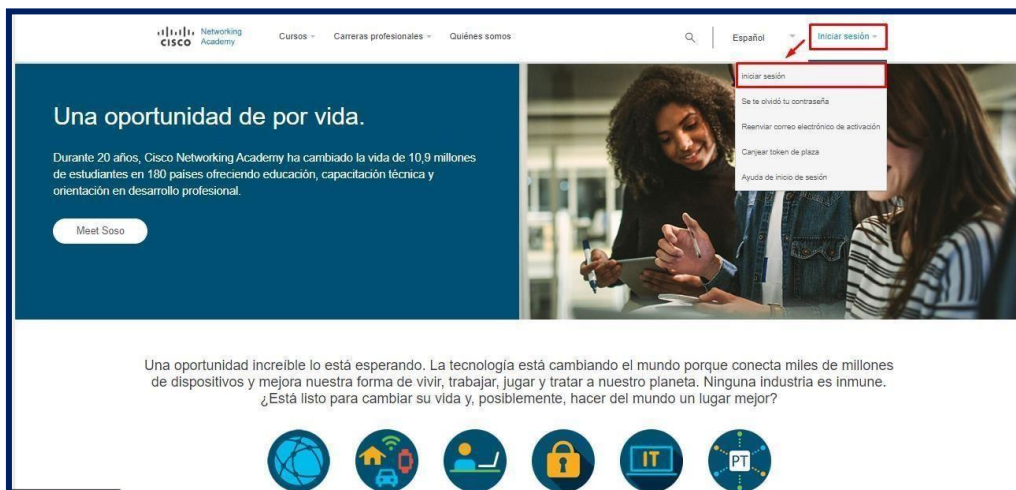 CISCO
Networking
Academy
Cursos
Carreras profesionales
Quiénes somos
Español
Iniciar sesión
Iniciar sesión
Se te olvidó tu contraseña
Reenviar correo electrónico de activación
Canjear token de plaza
Ayuda de inicio de sesión
Una oportunidad de por vida.
Durante 20 años, Cisco Networking Academy ha cambiado la vida de 10,9 millones
de estudiantes en 180 países ofreciendo educación, capacitación técnica y
orientación en desarrollo profesional.
Meet Soso
Una oportunidad increíble lo está esperando. La tecnología está cambiando el mundo porque conecta miles de millones
de dispositivos y mejora nuestra forma de vivir, trabajar, jugar y tratar a nuestro planeta. Ninguna industria es inmune.
¿Está listo para cambiar su vida y, posiblemente, hacer del mundo un lugar mejor?
IT
PT